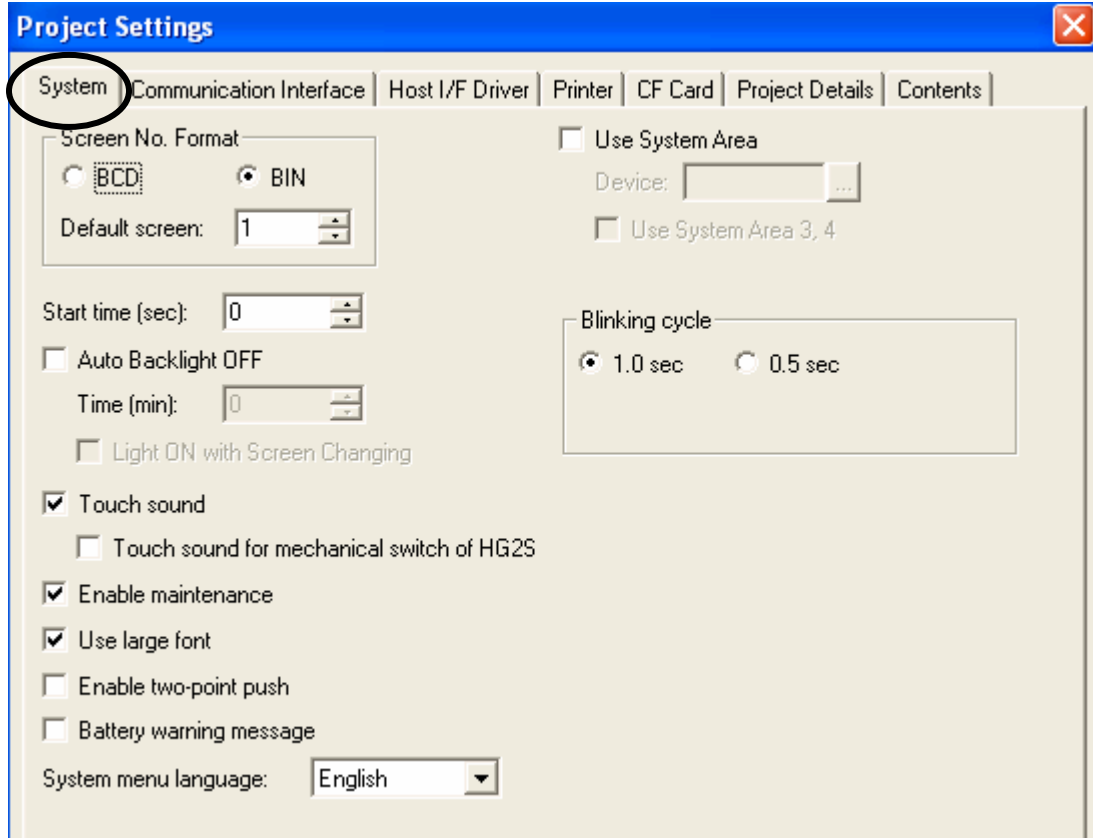 Project Settings
System Communication Interface Host I/F Driver Printer CF Card Project Details Contents
Screen No. Format
BCD BIN
Default screen: 1
Use System Area
Device: ...
Use System Area 3, 4
Start time (sec): 0
Auto Backlight OFF
Time (min): 0
Light ON with Screen Changing
Blinking cycle
1.0 sec 0.5 sec
Touch sound
Touch sound for mechanical switch of HG2S
Enable maintenance
Use large font
Enable two-point push
Battery warning message
System menu language: English